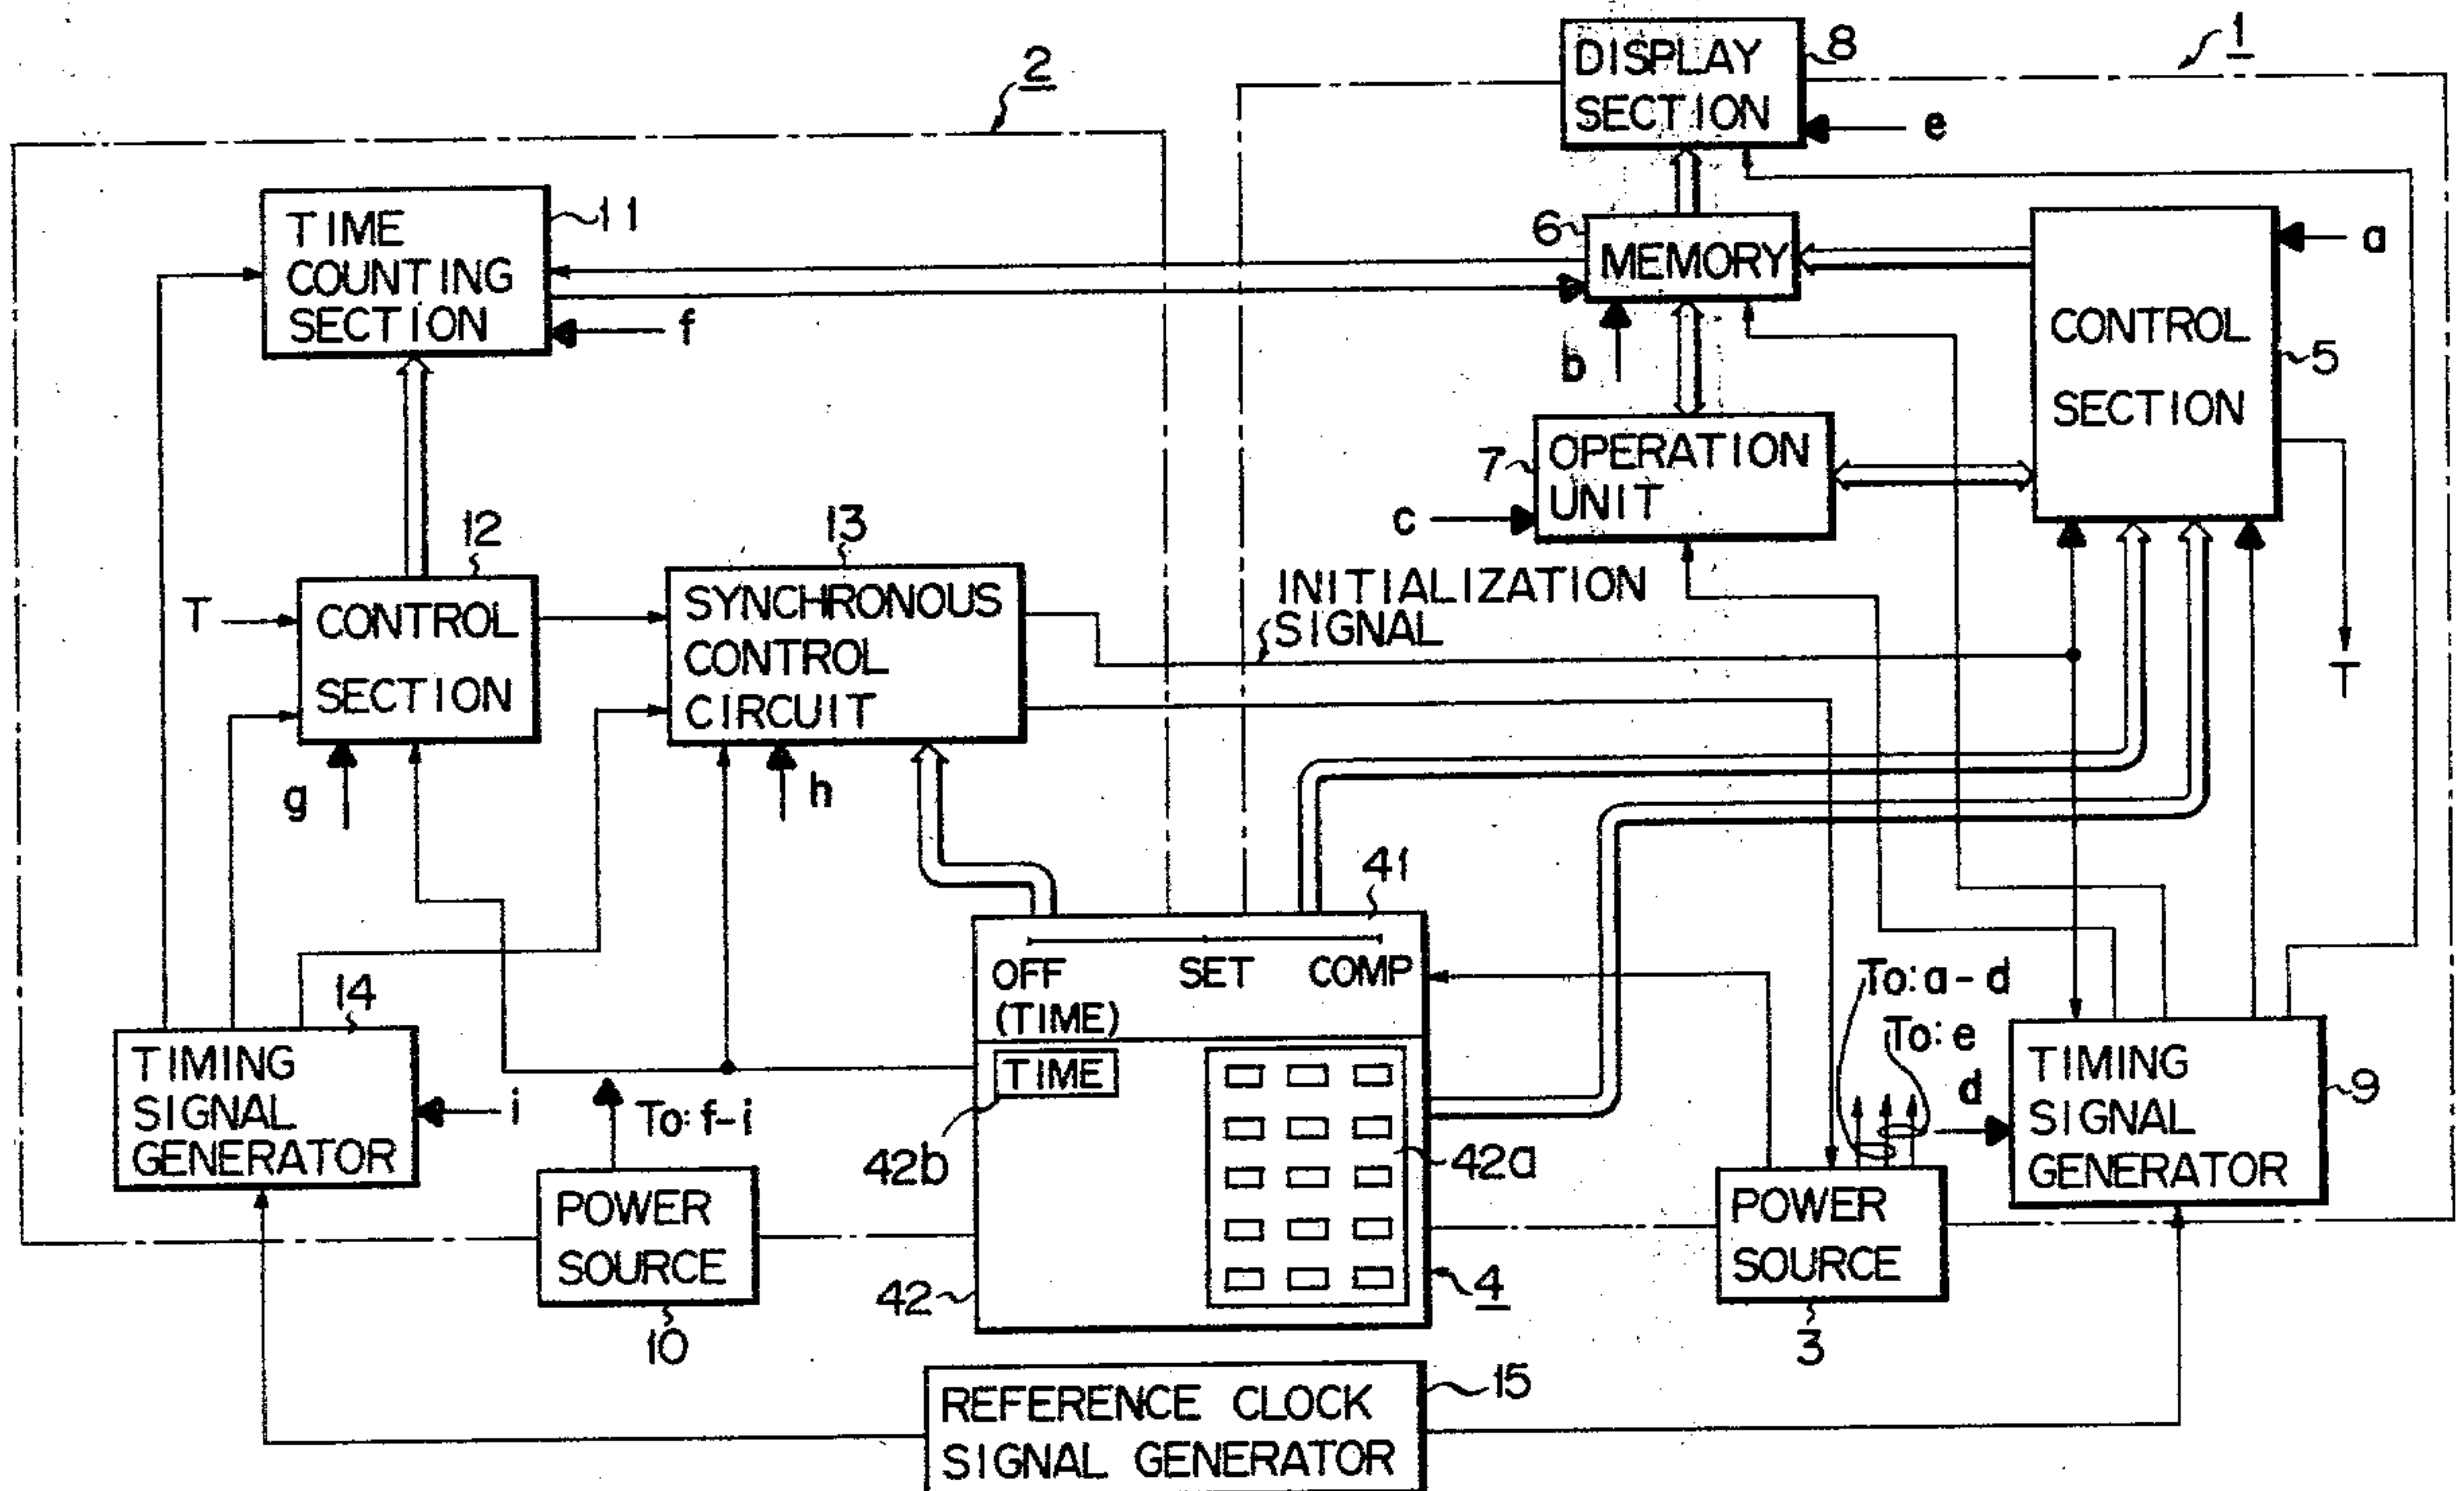 1
2
DISPLAY
SECTION
8
e
TIME
COUNTING
SECTION
11
f
6
MEMORY
b
CONTROL
SECTION
a
5
7
OPERATION
UNIT
c
T
12
T
CONTROL
SECTION
g
13
SYNCHRONOUS
CONTROL
CIRCUIT
h
INITIALIZATION
SIGNAL
41
OFF
(TIME)
SET
COMP
TIME
42b
42a
42
4
14
TIMING
SIGNAL
GENERATOR
i
To: f-i
POWER
SOURCE
10
To: a-d
To: e
d
POWER
SOURCE
3
TIMING
SIGNAL
GENERATOR
9
REFERENCE CLOCK
SIGNAL GENERATOR
15